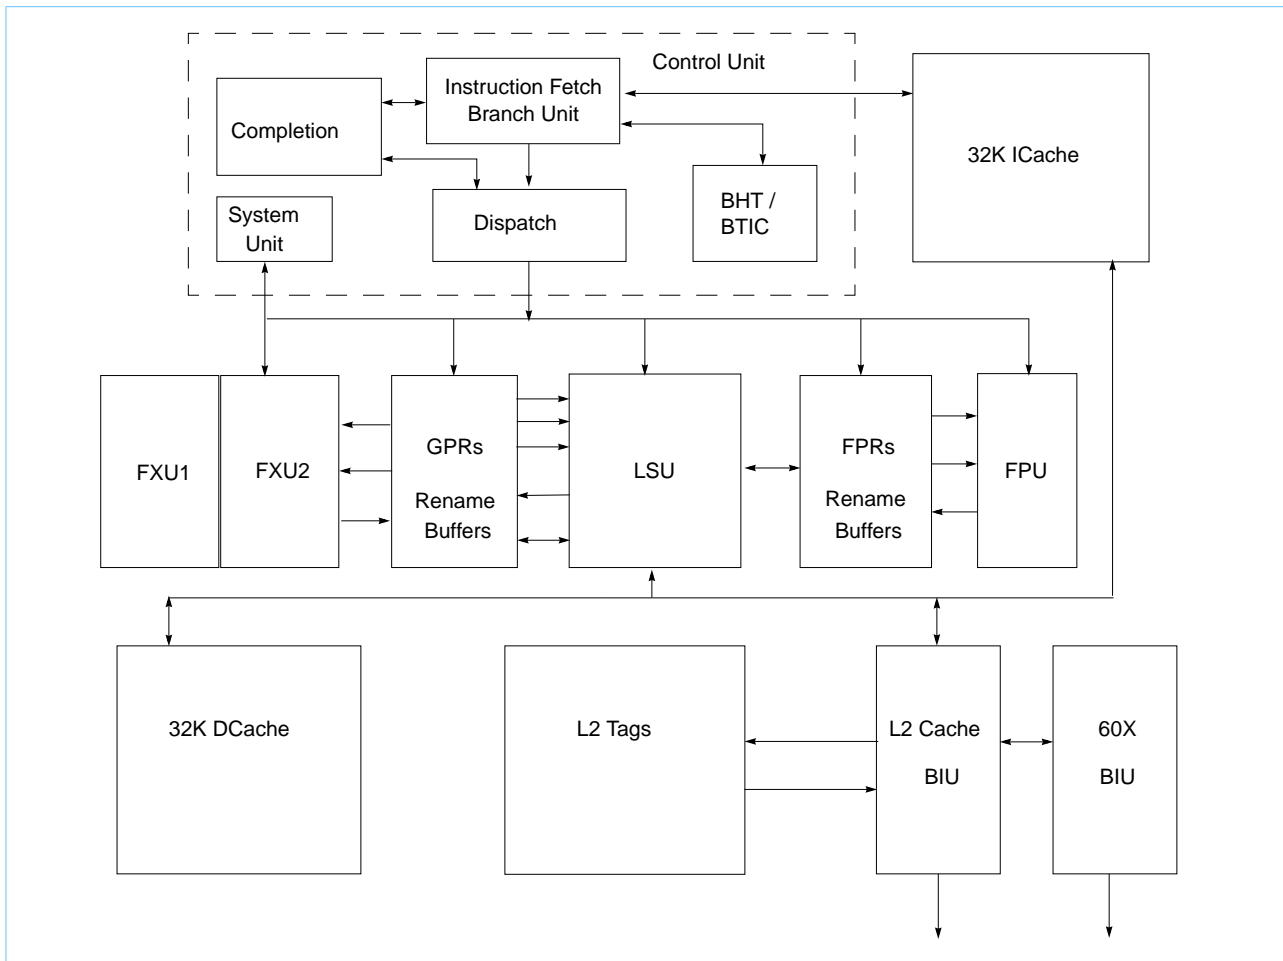 Control Unit
Instruction Fetch
Branch Unit
Completion
32K ICache
System
Unit
Dispatch
BHT /
BTIC
FXU1
FXU2
GPRs
Rename
Buffers
LSU
FPRs
Rename
Buffers
FPU
32K DCache
L2 Tags
L2 Cache
BIU
60X
BIU